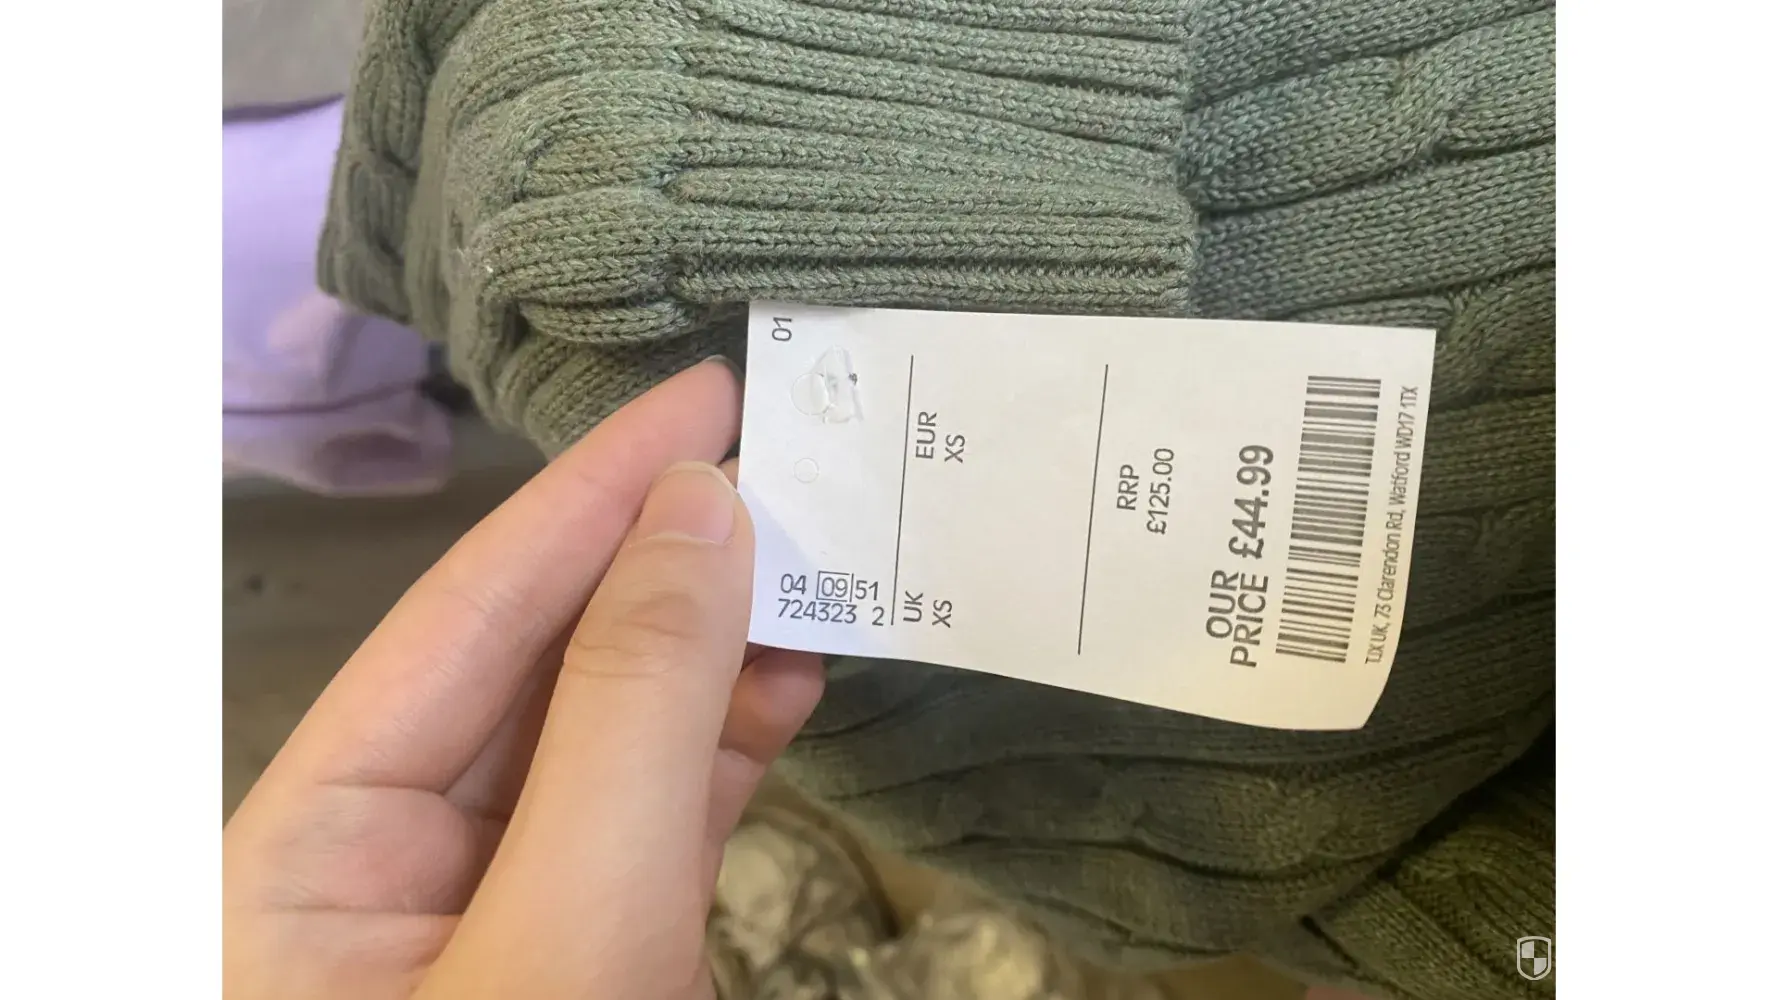 01
04 09 51
724323 2
UK EUR
XS XS
RRP
£125.00
OUR
PRICE £44.99
TJX UK, 73 Clarendon Rd, Watford WD17 1TX